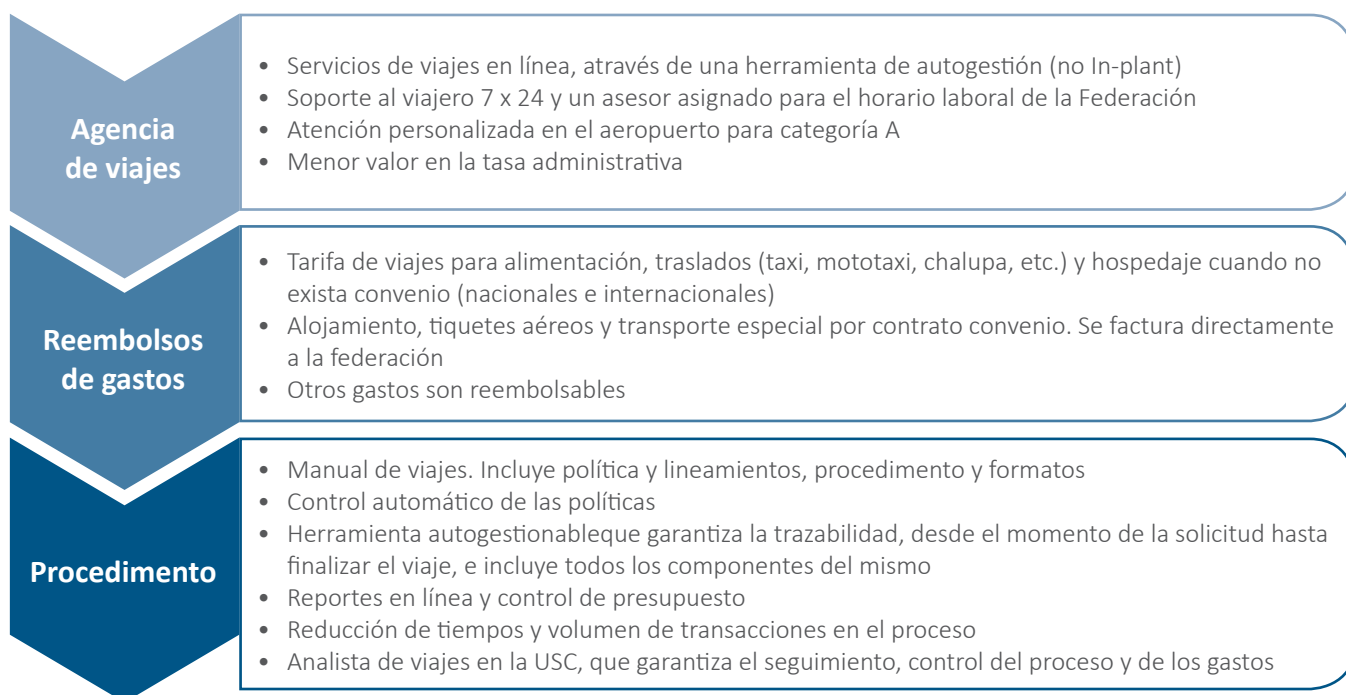 Agencia
de viajes
• Servicios de viajes en línea, através de una herramienta de autogestión (no In-plant)
• Soporte al viajero 7 x 24 y un asesor asignado para el horario laboral de la Federación
• Atención personalizada en el aeropuerto para categoría A
• Menor valor en la tasa administrativa
Reembolsos
de gastos
• Tarifa de viajes para alimentación, traslados (taxi, mototaxi, chalupa, etc.) y hospedaje cuando no
exista convenio (nacionales e internacionales)
• Alojamiento, tiquetes aéreos y transporte especial por contrato convenio. Se factura directamente
a la federación
• Otros gastos son reembolsables
Procedimento
• Manual de viajes. Incluye política y lineamientos, procedimento y formatos
• Control automático de las políticas
• Herramienta autogestionableque garantiza la trazabilidad, desde el momento de la solicitud hasta
finalizar el viaje, e incluye todos los componentes del mismo
• Reportes en línea y control de presupuesto
• Reducción de tiempos y volumen de transacciones en el proceso
• Analista de viajes en la USC, que garantiza el seguimiento, control del proceso y de los gastos